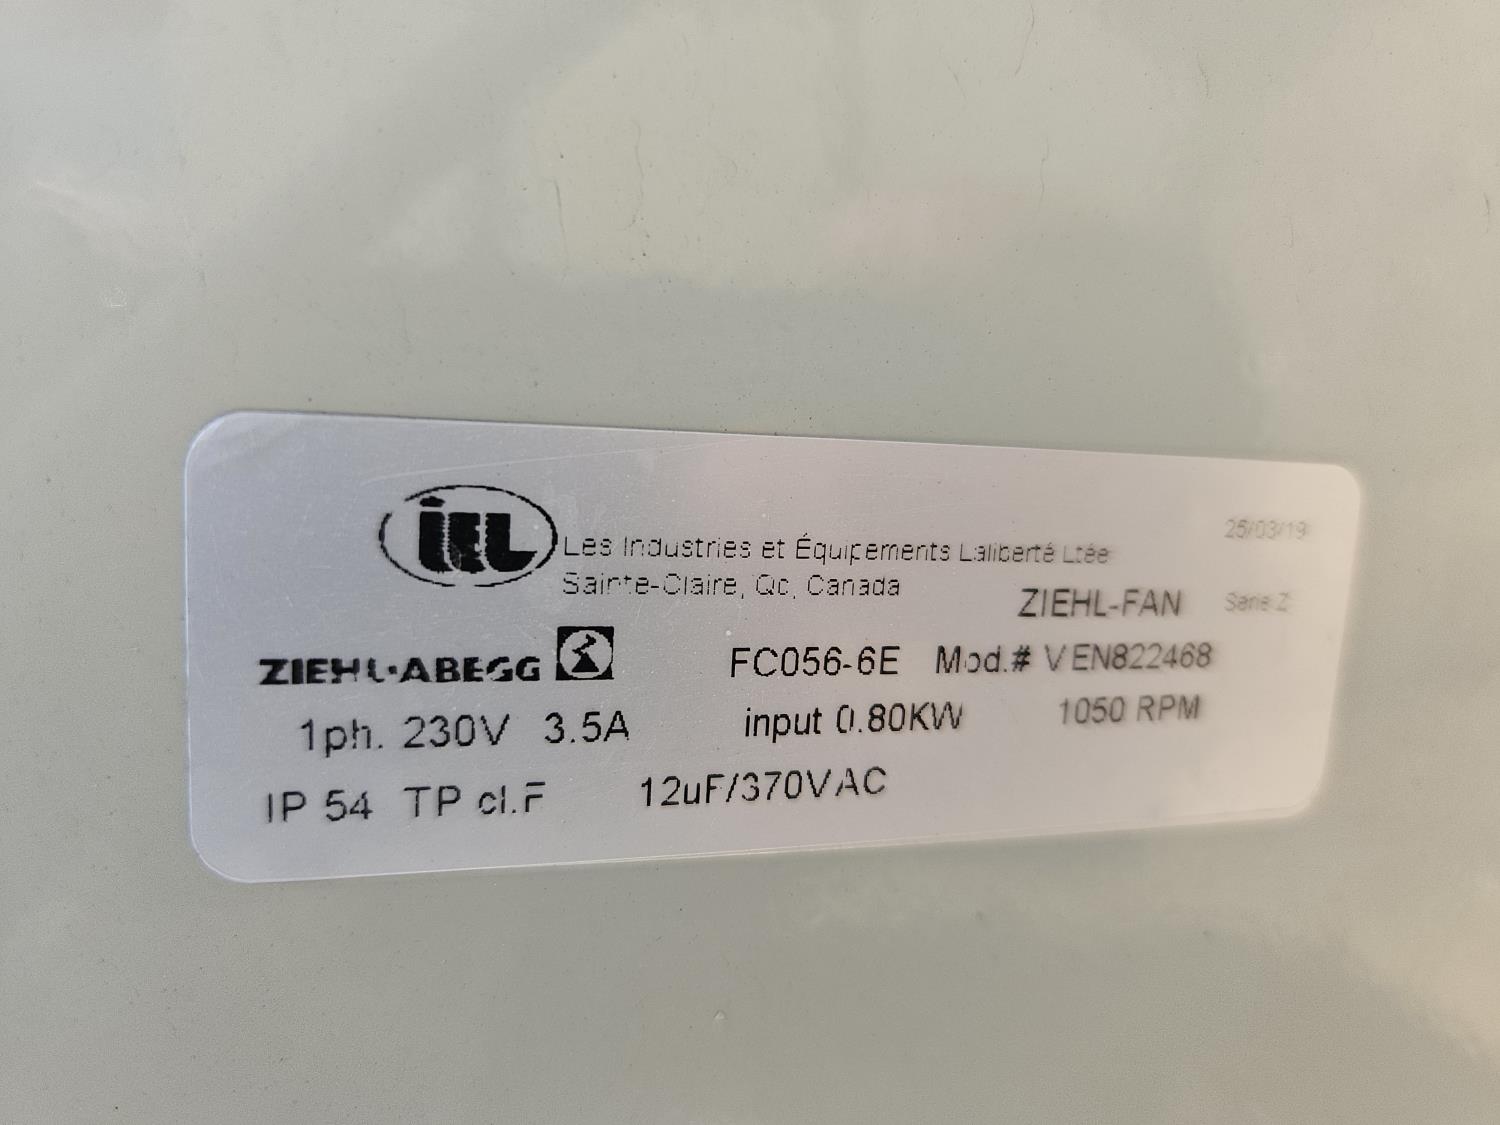 iEL
Les Industries et Équipements Laliberté Ltée
Sainte-Claire, Qc, Canada
25/03/19
ZIEHL-FAN Serie Z
ZIEHL-ABEGG FC056-6E Mod.# VEN822468
1ph. 230V 3.5A input 0.80KW 1050 RPM
IP 54 TP cl.F 12uF/370VAC